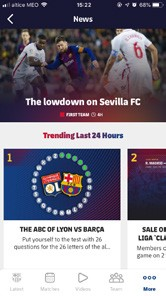 altice MEO
15:22
68%
News
The lowdown on Sevilla FC
FIRST TEAM
6H
Trending Last 24 Hours
1
THE ABC OF LYON VS BARÇA
Put yourself to the test with 26
questions for the 26 letters of the al...
2
SALE O
LIGA 'CL
Members c
game on 2
Latest
Matches
Videos
Team
More